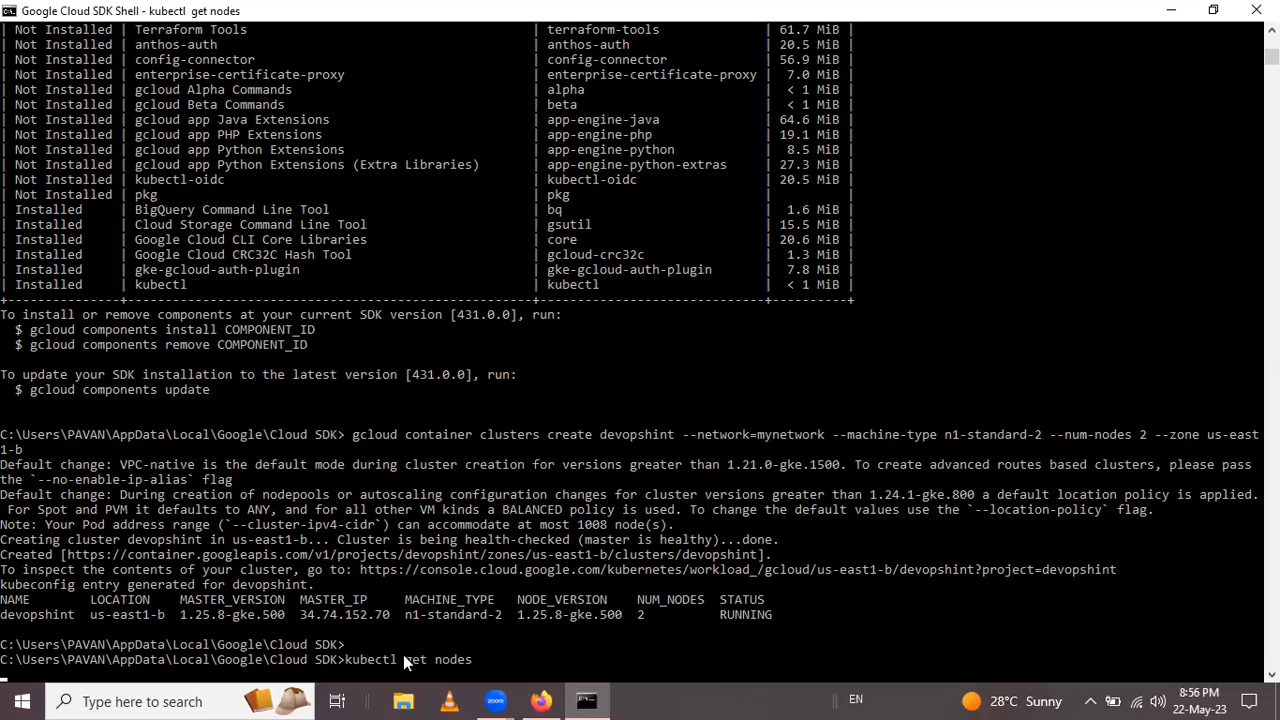 Google Cloud SDK Shell - kubectl  get nodes
| Not Installed | Terraform Tools | terraform-tools | 61.7 MiB |
| Not Installed | anthos-auth | anthos-auth | 20.5 MiB |
| Not Installed | config-connector | config-connector | 56.9 MiB |
| Not Installed | enterprise-certificate-proxy | enterprise-certificate-proxy | 7.0 MiB |
| Not Installed | gcloud Alpha Commands | alpha | < 1 MiB |
| Not Installed | gcloud Beta Commands | beta | < 1 MiB |
| Not Installed | gcloud app Java Extensions | app-engine-java | 64.6 MiB |
| Not Installed | gcloud app PHP Extensions | app-engine-php | 19.1 MiB |
| Not Installed | gcloud app Python Extensions | app-engine-python | 8.5 MiB |
| Not Installed | gcloud app Python Extensions (Extra Libraries) | app-engine-python-extras | 27.3 MiB |
| Not Installed | kubectl-oidc | kubectl-oidc | 20.5 MiB |
| Not Installed | pkg | pkg | |
| Installed | BigQuery Command Line Tool | bq | 1.6 MiB |
| Installed | Cloud Storage Command Line Tool | gsutil | 15.5 MiB |
| Installed | Google Cloud CLI Core Libraries | core | 20.6 MiB |
| Installed | Google Cloud CRC32C Hash Tool | gcloud-crc32c | 1.3 MiB |
| Installed | gke-gcloud-auth-plugin | gke-gcloud-auth-plugin | 7.8 MiB |
| Installed | kubectl | kubectl | < 1 MiB |
To install or remove components at your current SDK version [431.0.0], run:
$ gcloud components install COMPONENT_ID
$ gcloud components remove COMPONENT_ID
To update your SDK installation to the latest version [431.0.0], run:
$ gcloud components update
C:\Users\PAVAN\AppData\Local\Google\Cloud SDK> gcloud container clusters create devopshint --network=mynetwork --machine-type n1-standard-2 --num-nodes 2 --zone us-east
1-b
Default change: VPC-native is the default mode during cluster creation for versions greater than 1.21.0-gke.1500. To create advanced routes based clusters, please pass
the `--no-enable-ip-alias` flag
Default change: During creation of nodepools or autoscaling configuration changes for cluster versions greater than 1.24.1-gke.800 a default location policy is applied.
For Spot and PVM it defaults to ANY, and for all other VM kinds a BALANCED policy is used. To change the default values use the `--location-policy` flag.
Note: Your Pod address range (`--cluster-ipv4-cidr`) can accommodate at most 1008 node(s).
Creating cluster devopshint in us-east1-b... Cluster is being health-checked (master is healthy)...done.
Created [https://container.googleapis.com/v1/projects/devopshint/zones/us-east1-b/clusters/devopshint].
To inspect the contents of your cluster, go to: https://console.cloud.google.com/kubernetes/workload_/gcloud/us-east1-b/devopshint?project=devopshint
kubeconfig entry generated for devopshint.
NAME LOCATION MASTER_VERSION MASTER_IP MACHINE_TYPE NODE_VERSION NUM_NODES STATUS
devopshint us-east1-b 1.25.8-gke.500 34.74.152.70 n1-standard-2 1.25.8-gke.500 2 RUNNING
C:\Users\PAVAN\AppData\Local\Google\Cloud SDK>
C:\Users\PAVAN\AppData\Local\Google\Cloud SDK>kubectl get nodes
Type here to search
zoom
EN
28°C Sunny
8:56 PM
22-May-23